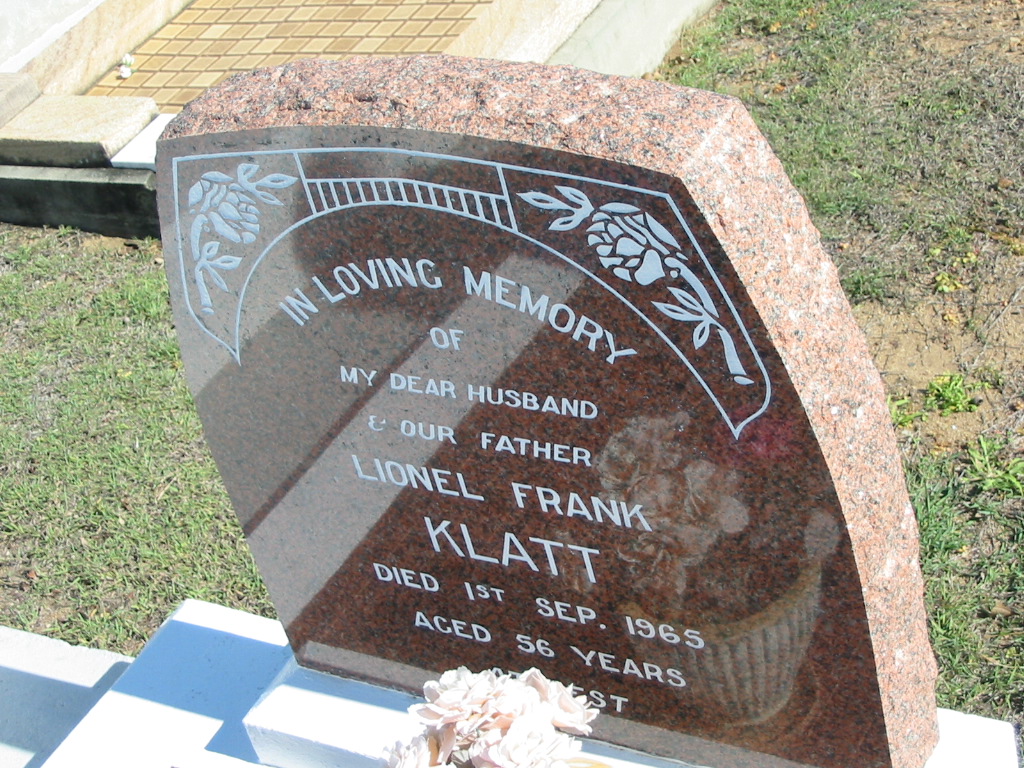 IN LOVING MEMORY
OF
MY DEAR HUSBAND
& OUR FATHER
LIONEL FRANK
KLATT
DIED 1ST SEP. 1965
AGED 56 YEARS